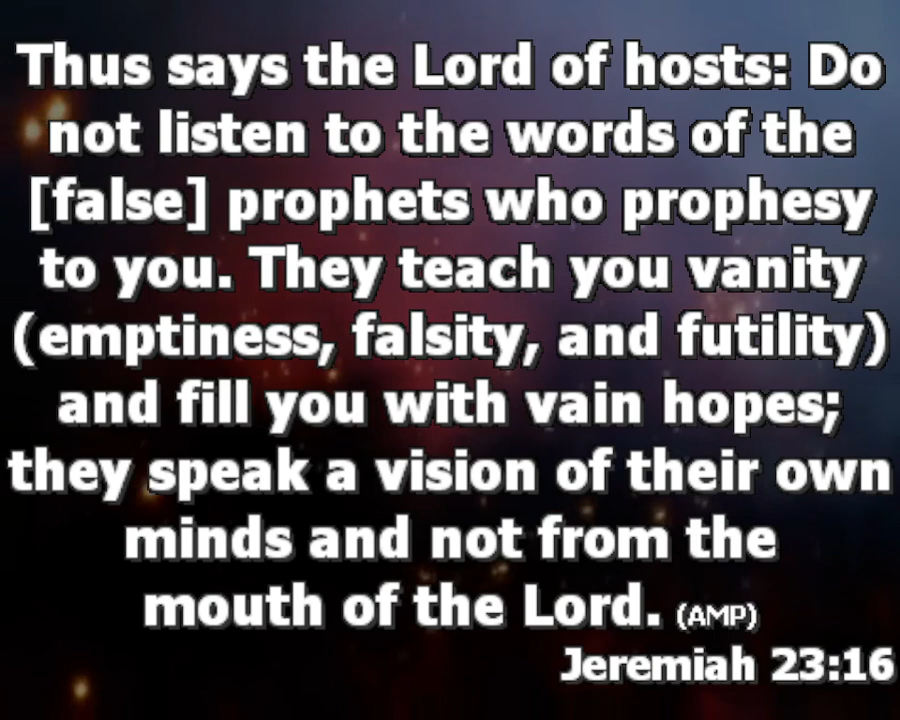 Thus says the Lord of hosts: Do
not listen to the words of the
[false] prophets who prophesy
to you. They teach you vanity
(emptiness, falsity, and futility)
and fill you with vain hopes;
they speak a vision of their own
minds and not from the
mouth of the Lord. (AMP)
Jeremiah 23:16